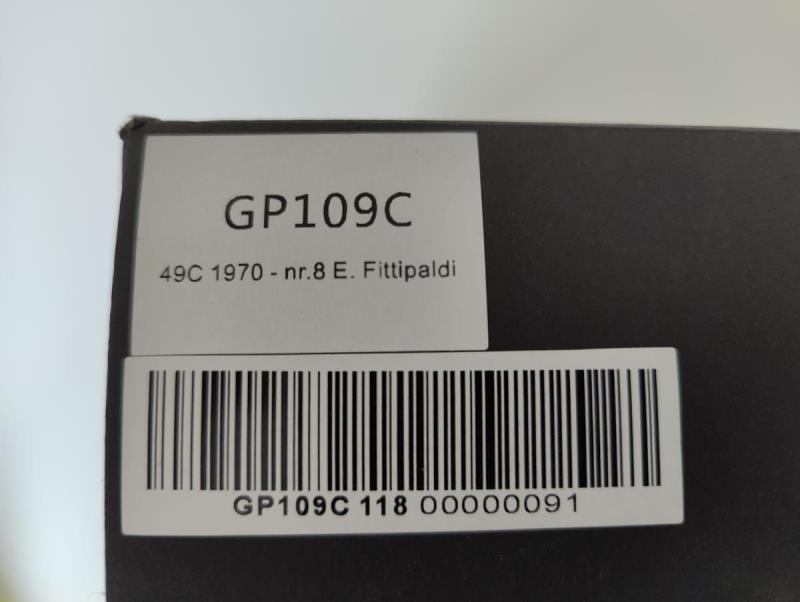 GP109C
49C 1970 - nr.8 E. Fittipaldi
GP109C 118 00000091